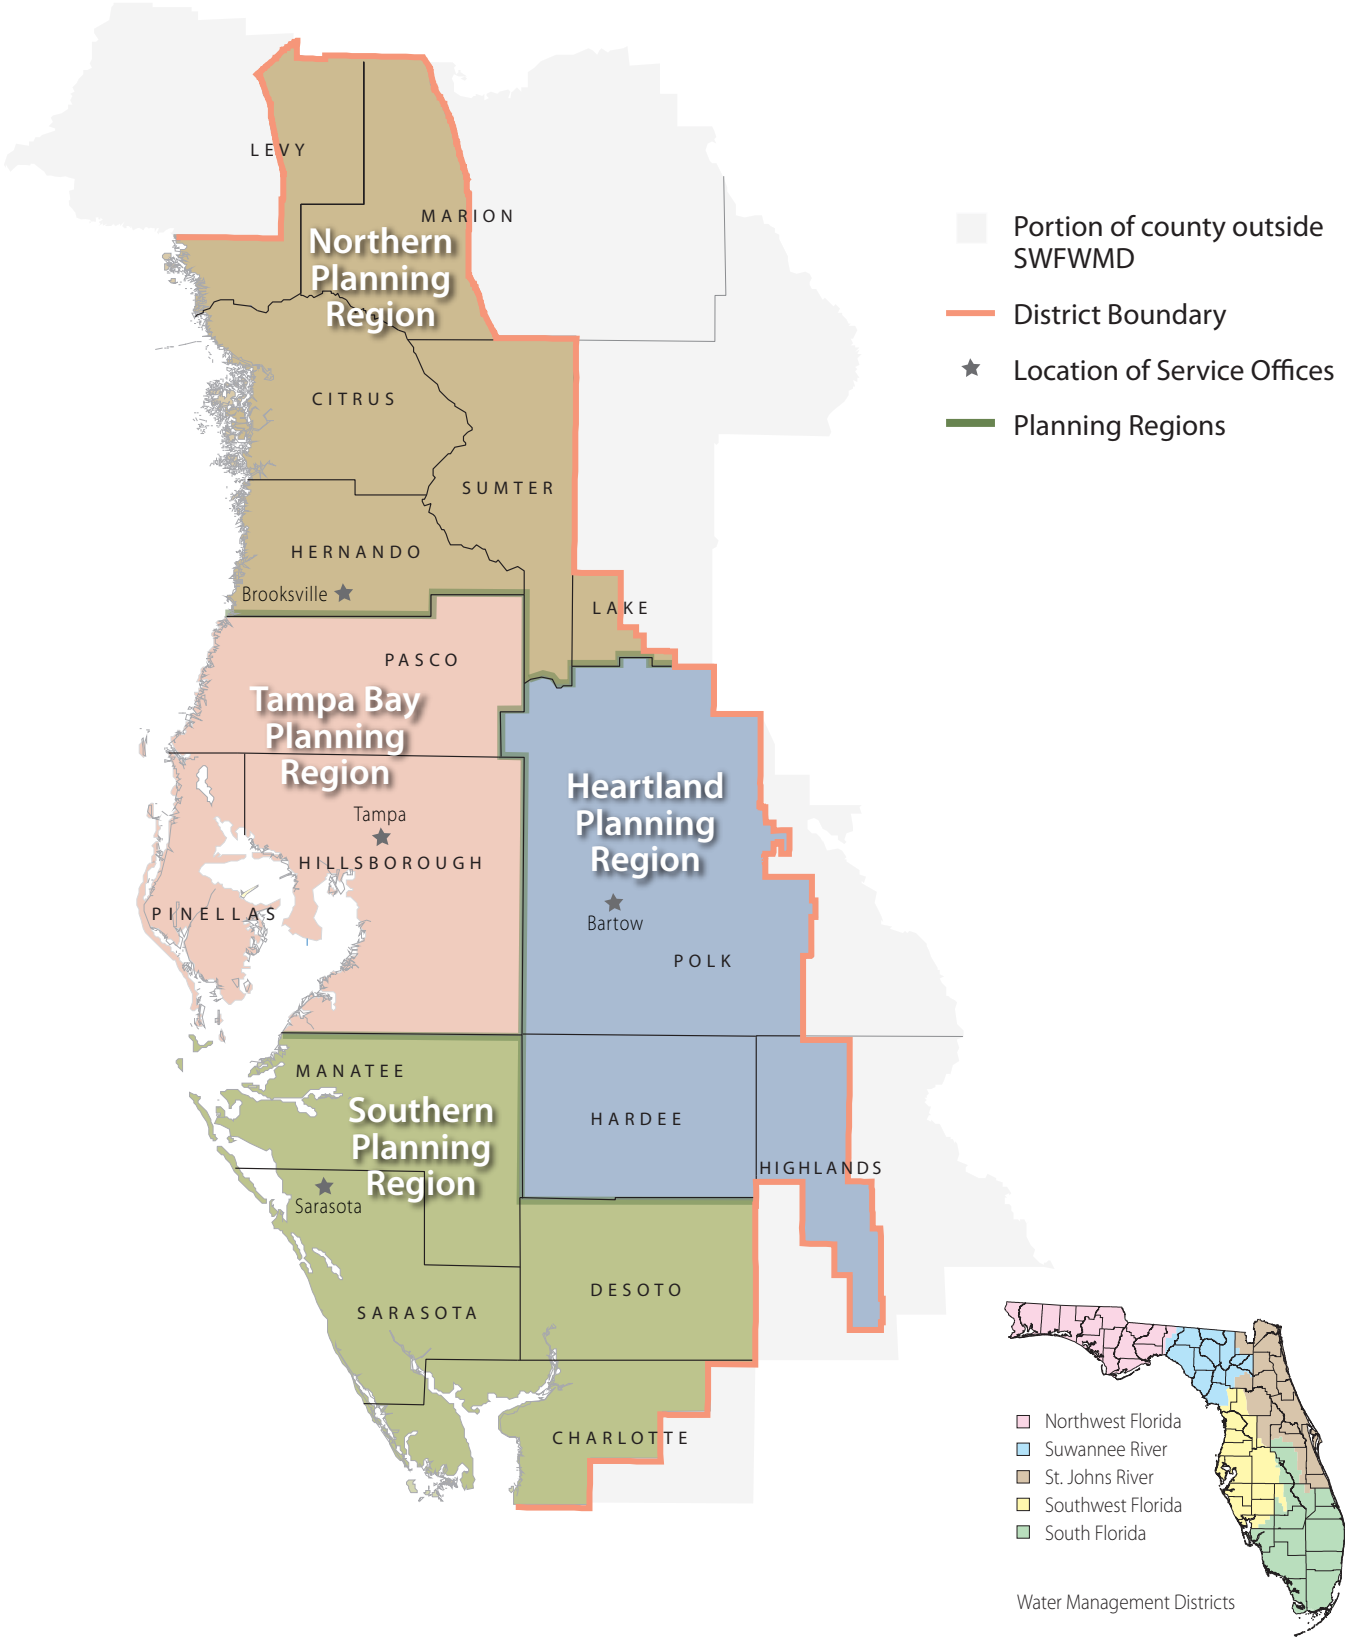 LEVY
MARION
Northern
Planning
Region
CITRUS
SUMTER
HERNANDO
Brooksville
LAKE
PASCO
Tampa Bay
Planning
Region
Tampa
HILLSBOROUGH
PINELLAS
Heartland
Planning
Region
Bartow
POLK
MANATEE
Southern
Planning
Region
HARDEE
HIGHLANDS
Sarasota
DESOTO
SARASOTA
CHARLOTTE
Portion of county outside
SWFWMD
District Boundary
Location of Service Offices
Planning Regions
Northwest Florida
Suwannee River
St. Johns River
Southwest Florida
South Florida
Water Management Districts